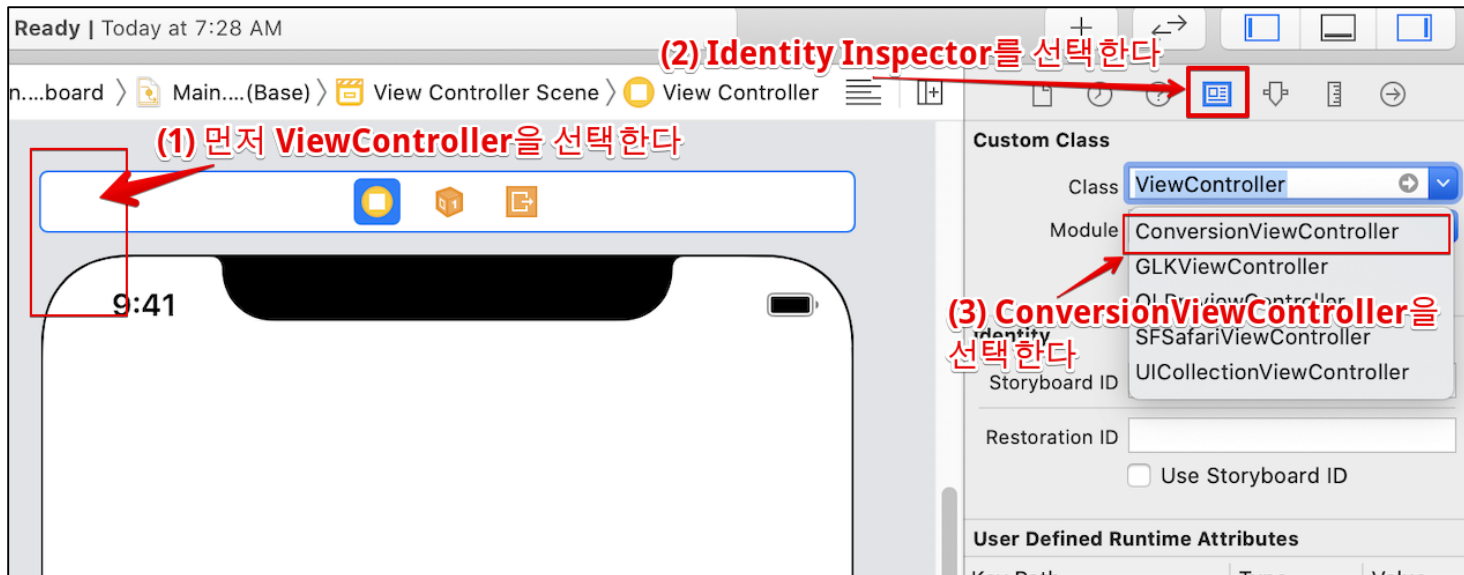 Ready | Today at 7:28 AM
(2) Identity Inspector를 선택한다
n....board 〉 Main....(Base) 〉 View Controller Scene 〉 View Controller
(1) 먼저 ViewController을 선택한다
Custom Class
Class ViewController
Module
ConversionViewController
GLKViewController
9:41
(3) ConversionViewController을
선택한다
Identity
SFSafariViewController
Storyboard ID
UICollectionViewController
Restoration ID
Use Storyboard ID
User Defined Runtime Attributes
Key Path Type Value